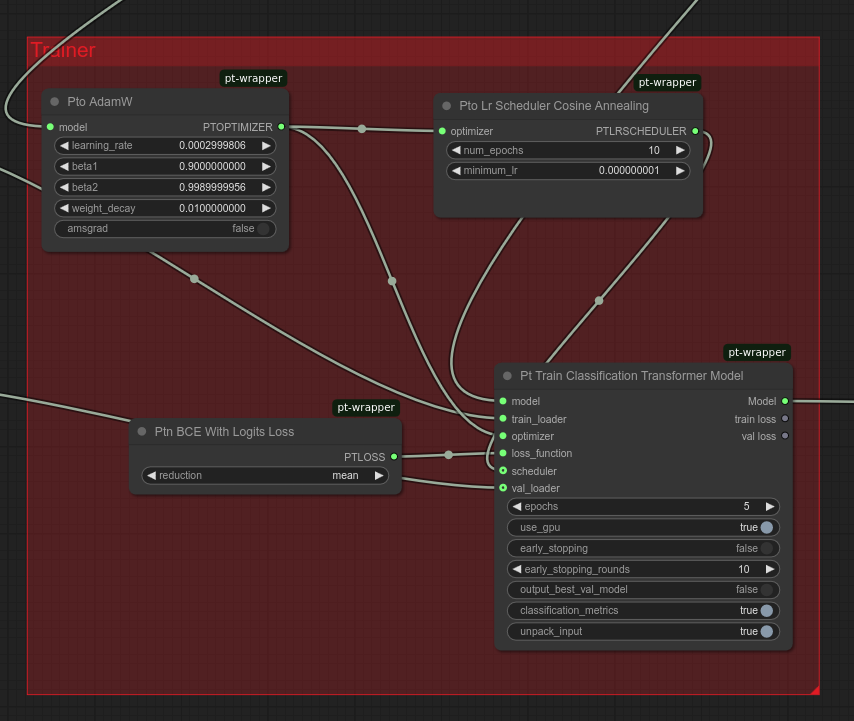 Trainer
pt-wrapper
Pto AdamW
model PTOPTIMIZER
learning_rate 0.0002999806
beta1 0.9000000000
beta2 0.9989999956
weight_decay 0.0100000000
amsgrad false
pt-wrapper
Pto Lr Scheduler Cosine Annealing
optimizer PTLRSCHEDULER
num_epochs 10
minimum_lr 0.000000001
pt-wrapper
Ptn BCE With Logits Loss
PTLOSS
reduction mean
pt-wrapper
Pt Train Classification Transformer Model
model Model
train_loader train loss
optimizer val loss
loss_function
scheduler
val_loader
epochs 5
use_gpu true
early_stopping false
early_stopping_rounds 10
output_best_val_model false
classification_metrics true
unpack_input true